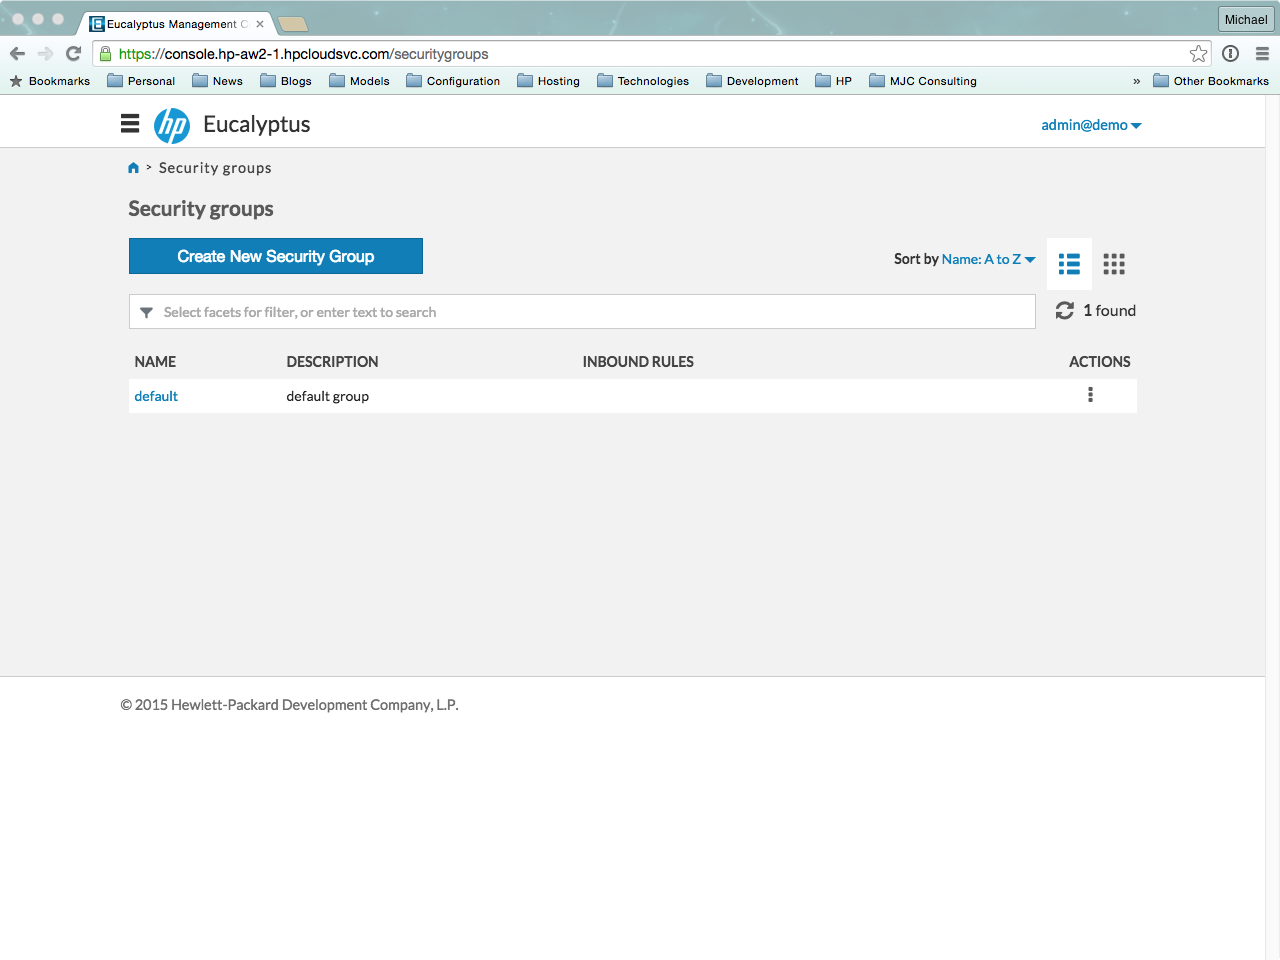 Michael
Eucalyptus Management C
https://console.hp-aw2-1.hpcloudsvc.com/securitygroups
Bookmarks Personal News Blogs Models Configuration Hosting Technologies Development HP MJC Consulting » Other Bookmarks
hp Eucalyptus admin@demo
> Security groups
Security groups
Create New Security Group Sort by Name: A to Z
Select facets for filter, or enter text to search 1 found
NAME DESCRIPTION INBOUND RULES ACTIONS
default default group
© 2015 Hewlett-Packard Development Company, L.P.